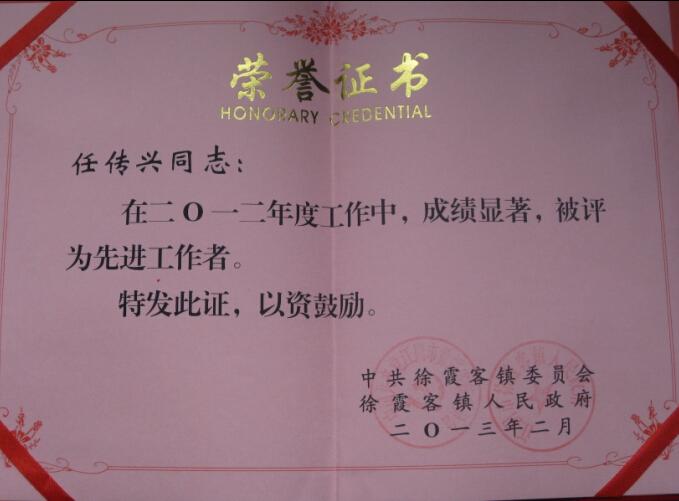 荣誉证书
HONORARY CREDENTIAL
任传兴同志：
在二O一二年度工作中，成绩显著，被评
为先进工作者。
特发此证，以资鼓励。
中共徐霞客镇委员会
徐霞客镇人民政府
二O一三年二月